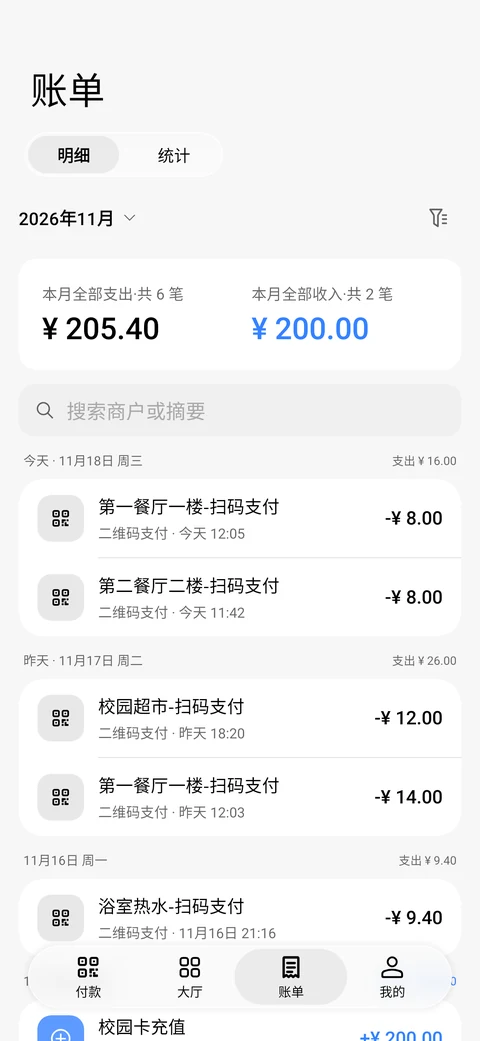 账单
明细
统计
2026年11月
本月全部支出·共 6 笔
本月全部收入·共 2 笔
¥ 205.40
¥ 200.00
搜索商户或摘要
今天 · 11月18日 周三
支出 ¥ 16.00
第一餐厅一楼-扫码支付
-¥ 8.00
二维码支付 · 今天 12:05
第二餐厅二楼-扫码支付
-¥ 8.00
二维码支付 · 今天 11:42
昨天 · 11月17日 周二
支出 ¥ 26.00
校园超市-扫码支付
-¥ 12.00
二维码支付 · 昨天 18:20
第一餐厅一楼-扫码支付
-¥ 14.00
二维码支付 · 昨天 12:03
11月16日 周一
支出 ¥ 9.40
浴室热水-扫码支付
-¥ 9.40
二维码支付 · 11月16日 21:16
付款
大厅
账单
我的
校园卡充值
+¥ 200.00